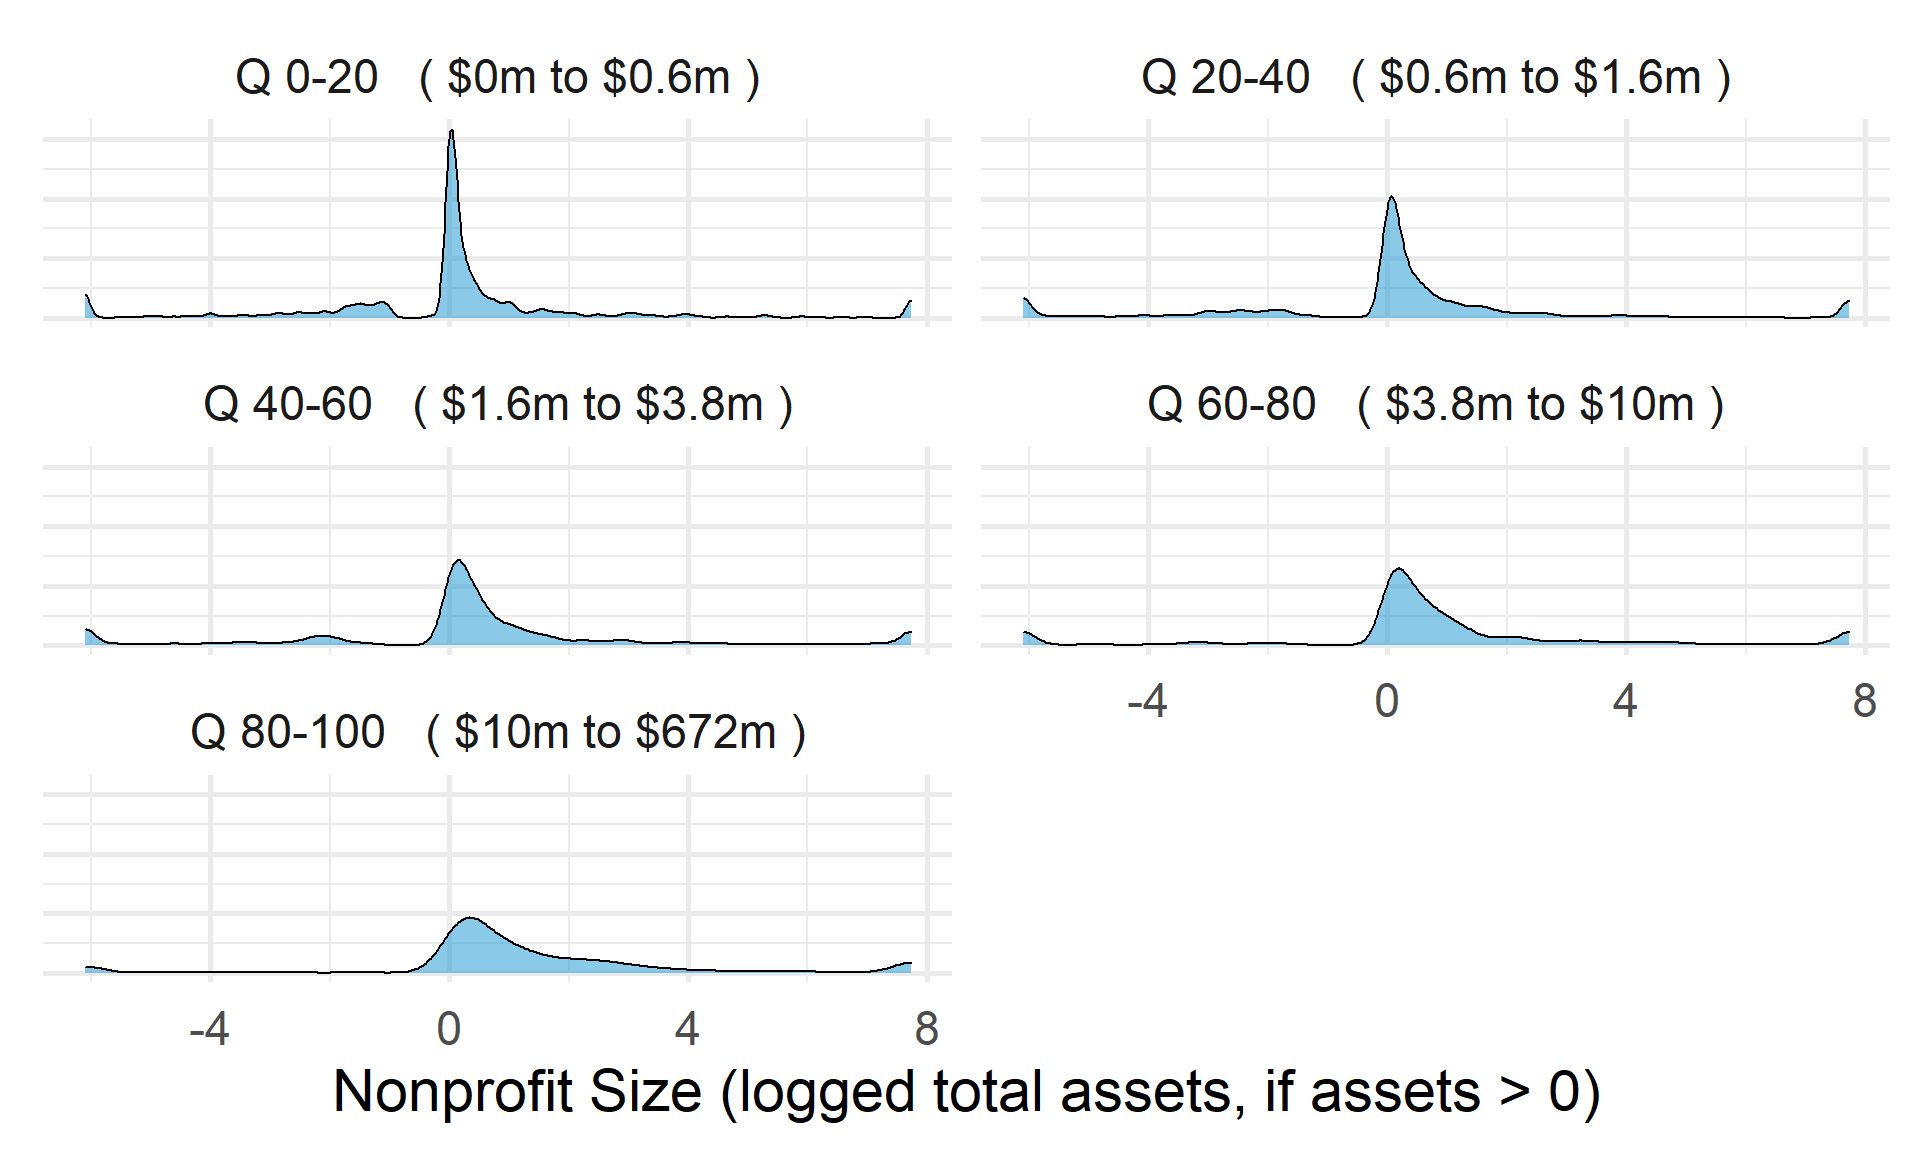 Q 0-20 ( $0m to $0.6m )
Q 20-40 ( $0.6m to $1.6m )
Q 40-60 ( $1.6m to $3.8m )
Q 60-80 ( $3.8m to $10m )
-4 0 4 8
Q 80-100 ( $10m to $672m )
-4 0 4 8
Nonprofit Size (logged total assets, if assets > 0)